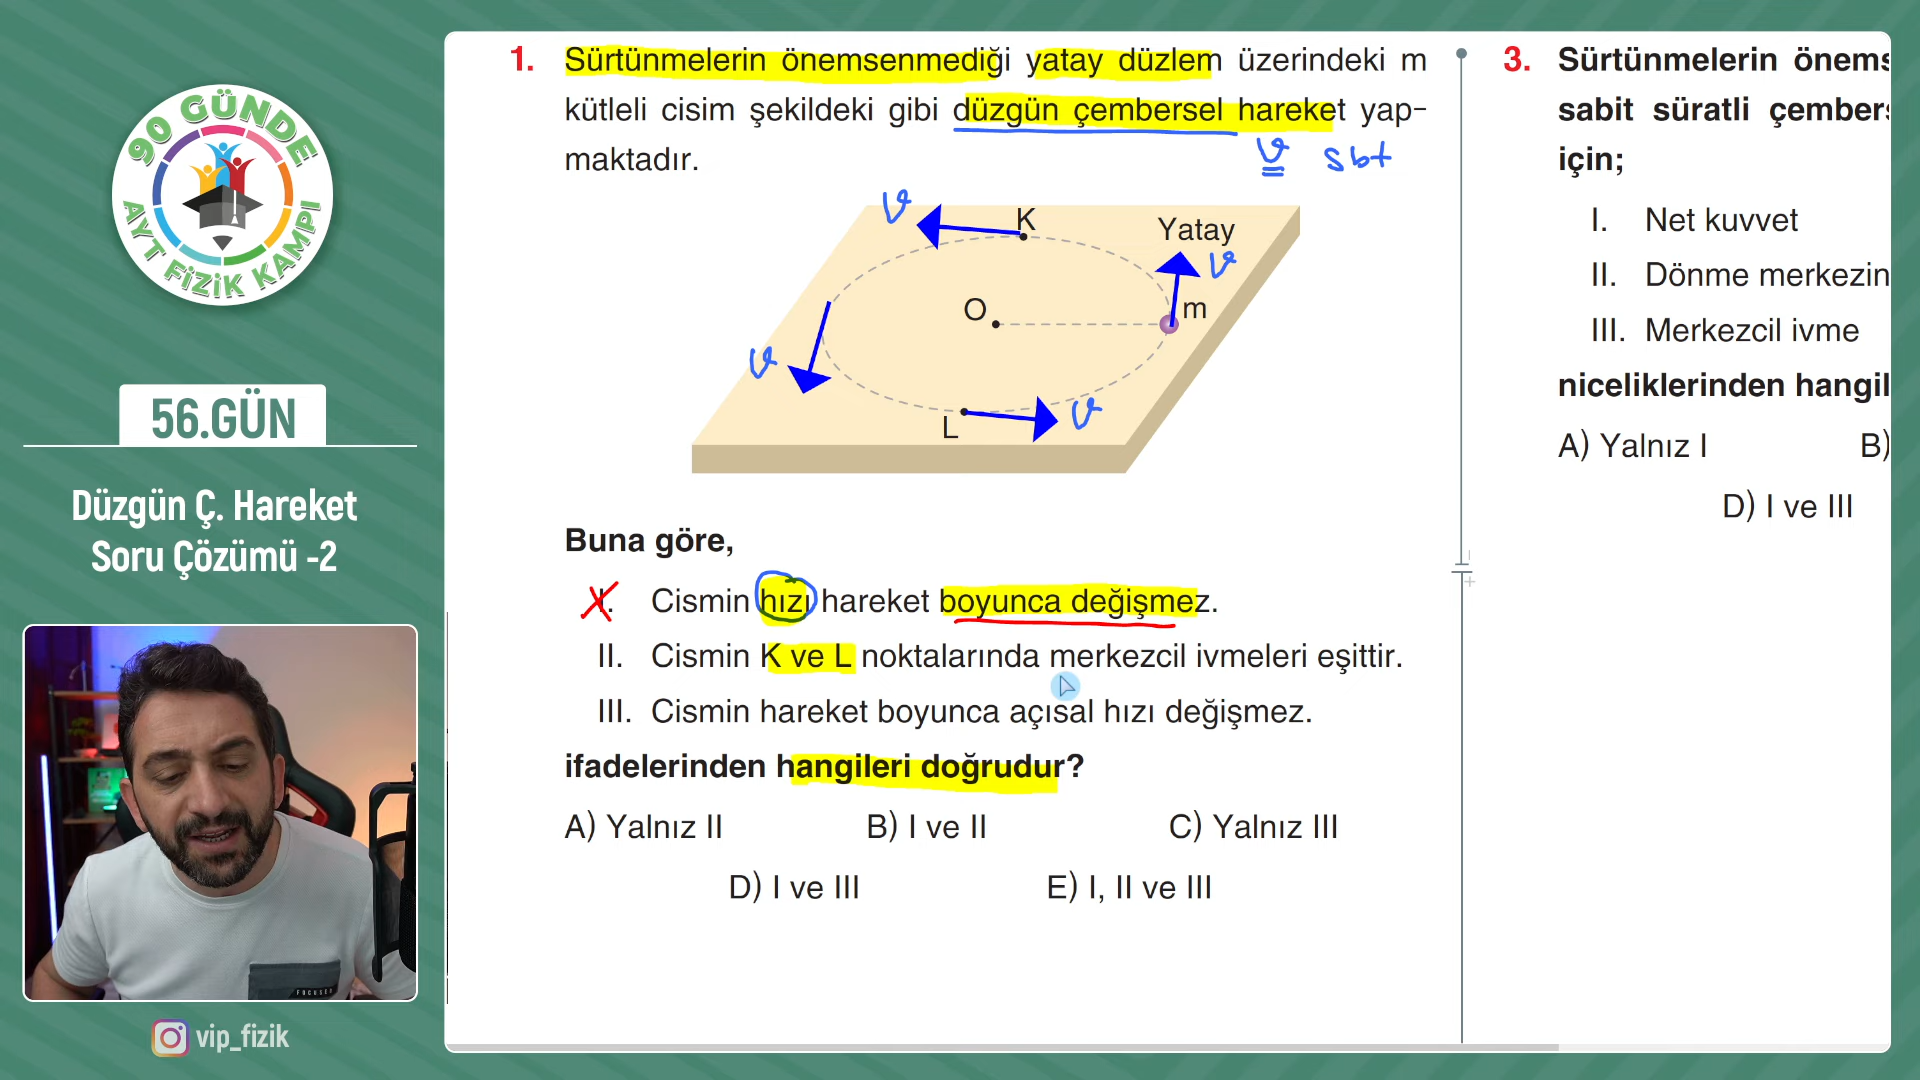 90 GÜNDE
AYT FİZİK KAMPI
56.GÜN
Düzgün Ç. Hareket
Soru Çözümü -2
FOCUSED
vip_fizik
1. Sürtünmelerin önemsenmediği yatay düzlem üzerindeki m
kütleli cisim şekildeki gibi düzgün çembersel hareket yap-
maktadır.
v sbt
v
K
Yatay
v
O
m
v
L
v
Buna göre,
I. Cismin hızı hareket boyunca değişmez.
II. Cismin K ve L noktalarında merkezcil ivmeleri eşittir.
III. Cismin hareket boyunca açısal hızı değişmez.
ifadelerinden hangileri doğrudur?
A) Yalnız II B) I ve II C) Yalnız III
D) I ve III E) I, II ve III
3. Sürtünmelerin önems
sabit süratli çembers
için;
I. Net kuvvet
II. Dönme merkezin
III. Merkezcil ivme
niceliklerinden hangil
A) Yalnız I B)
D) I ve III